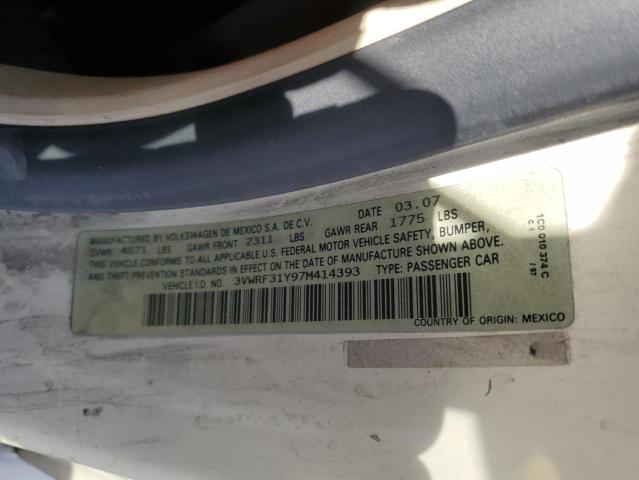 MANUFACTURED BY VOLKSWAGEN DE MEXICO S.A. DE C.V. DATE 03.07
GVWR 4071 LBS GAWR FRONT 2311 LBS GAWR REAR 1775 LBS
THIS VEHICLE CONFORMS TO ALL APPLICABLE U.S. FEDERAL MOTOR VEHICLE SAFETY, BUMPER,
AND THEFT PREVENTION STANDARDS IN EFFECT ON THE DATE OF MANUFACTURE SHOWN ABOVE.
VEHICLE I.D. NO. 3VWRF31Y97M414393 TYPE: PASSENGER CAR
COUNTRY OF ORIGIN: MEXICO
1C0 010 374 C